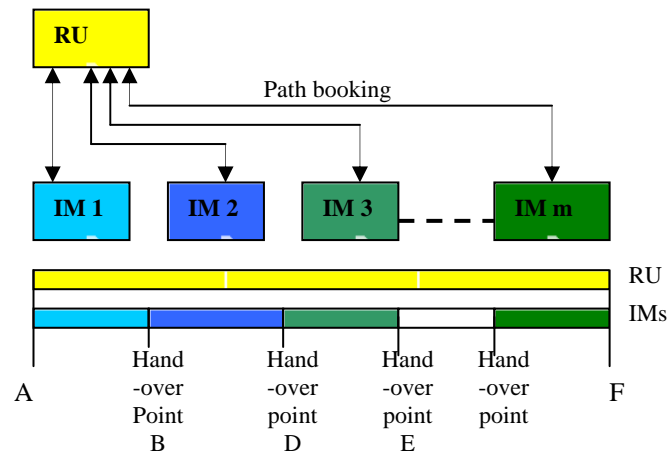 RU
Path booking
IM 1
IM 2
IM 3
IM m
RU
IMs
A
Hand
-over
Point
B
Hand
-over
point
D
Hand
-over
point
E
Hand
-over
point
F